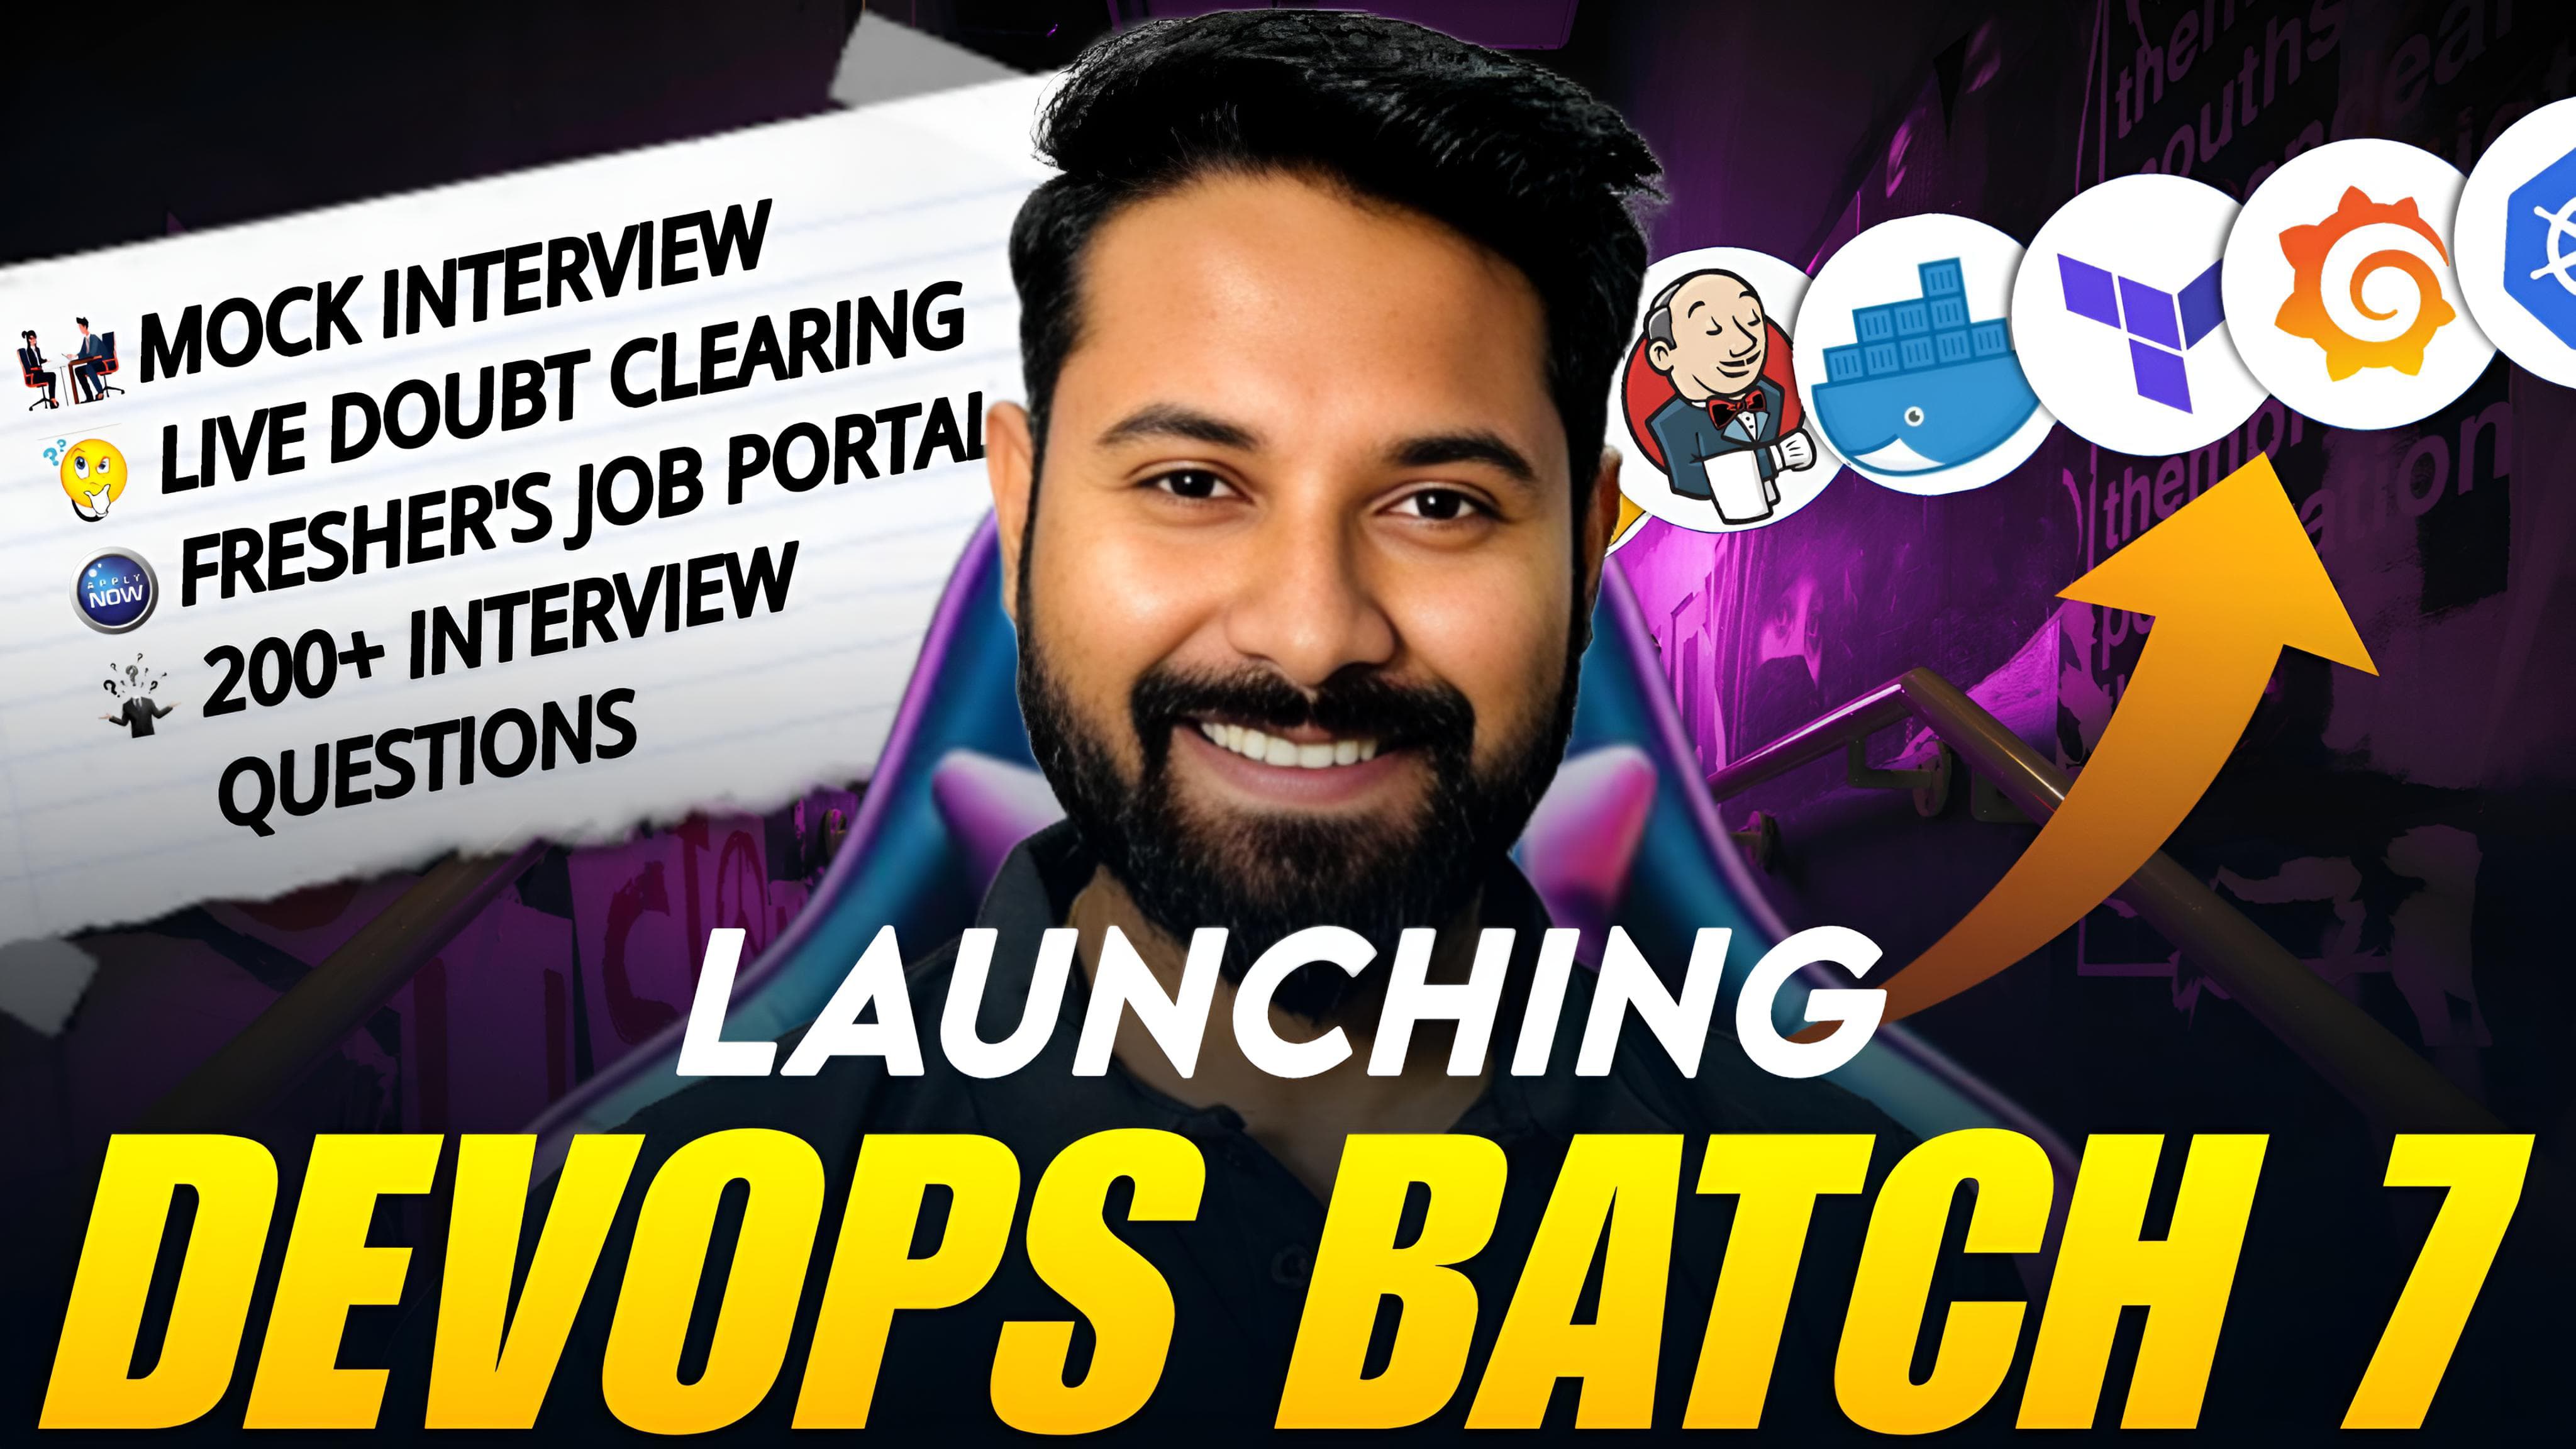 MOCK INTERVIEW
LIVE DOUBT CLEARING
FRESHER'S JOB PORTAL
200+ INTERVIEW
QUESTIONS
APPLY
NOW
LAUNCHING
DEVOPS BATCH 7